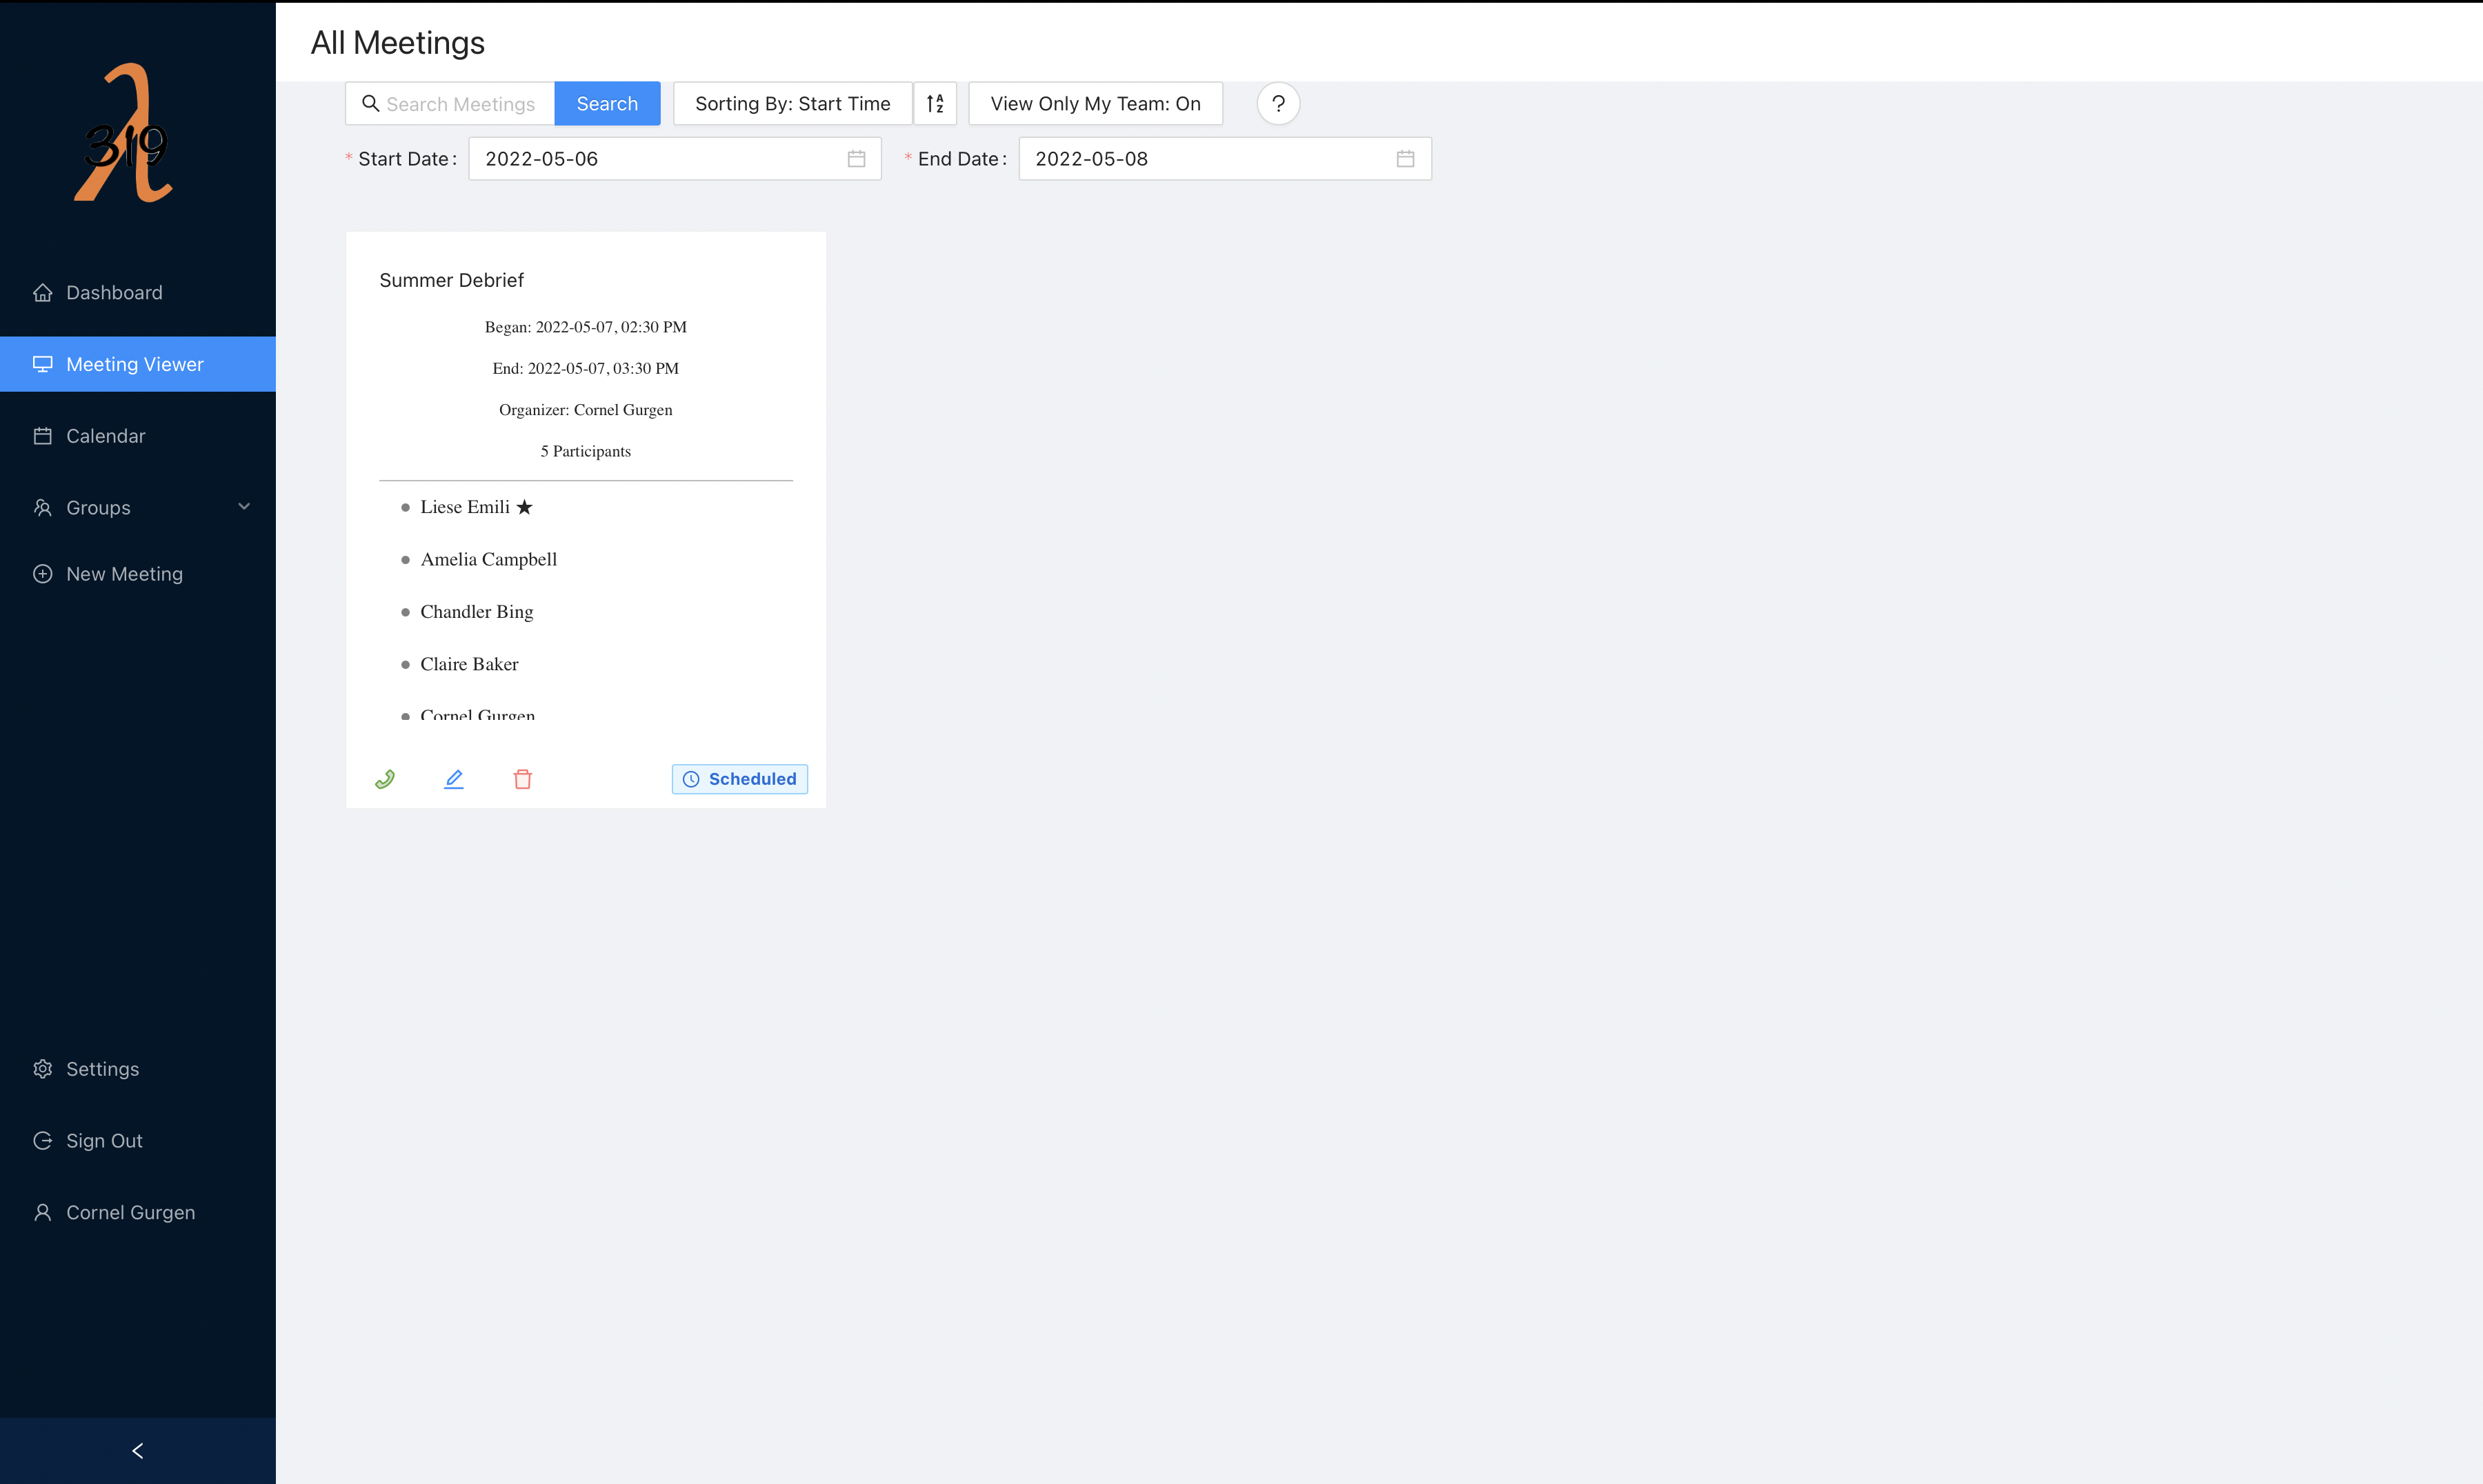 All Meetings
319
Search Meetings Search Sorting By: Start Time View Only My Team: On ?
* Start Date: 2022-05-06 * End Date: 2022-05-08
Dashboard
Meeting Viewer
Calendar
Groups
New Meeting
Settings
Sign Out
Cornel Gurgen
Summer Debrief
Began: 2022-05-07, 02:30 PM
End: 2022-05-07, 03:30 PM
Organizer: Cornel Gurgen
5 Participants
Liese Emili ★
Amelia Campbell
Chandler Bing
Claire Baker
Cornel Gurgen
Scheduled